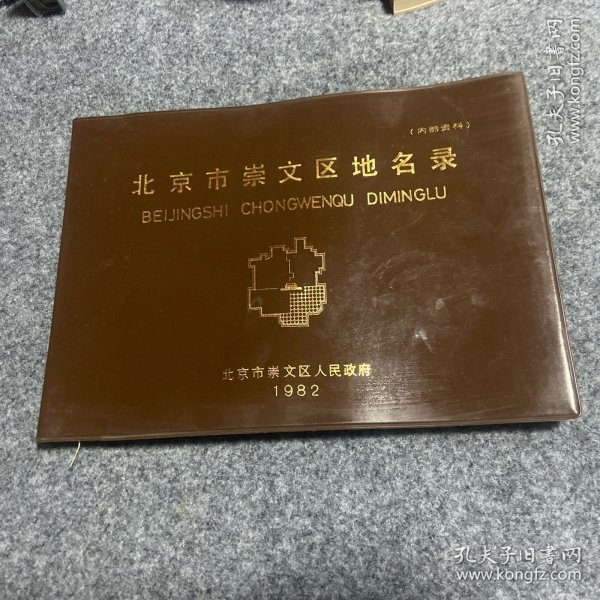 (内部资料)
北京市崇文区地名录
BEIJINGSHI CHONGWENQU DIMINGLU
北京市崇文区人民政府
1982
孔夫子旧书网
www.kongfz.com
孔夫子旧书网
www.kongfz.com